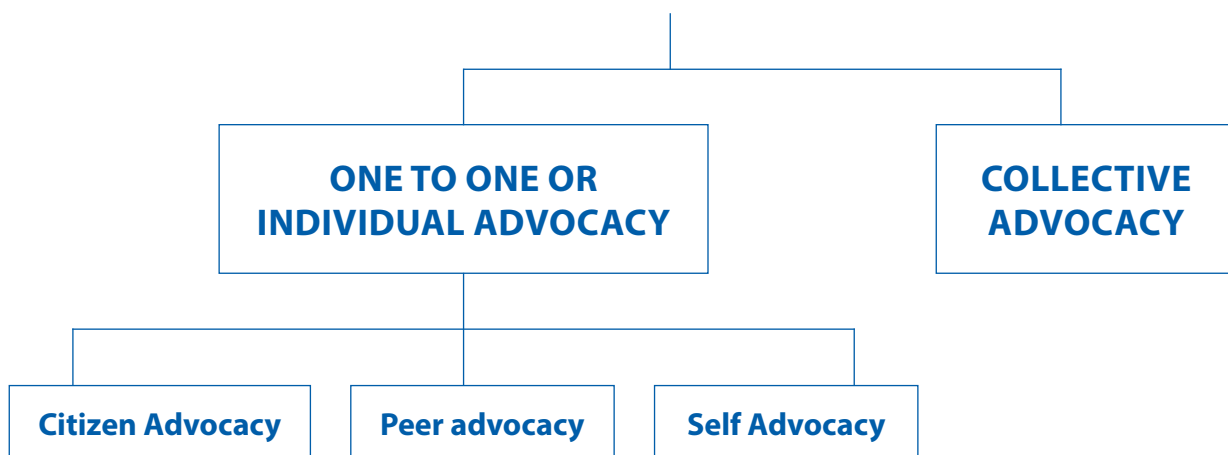 ONE TO ONE OR
INDIVIDUAL ADVOCACY
COLLECTIVE
ADVOCACY
Citizen Advocacy
Peer advocacy
Self Advocacy